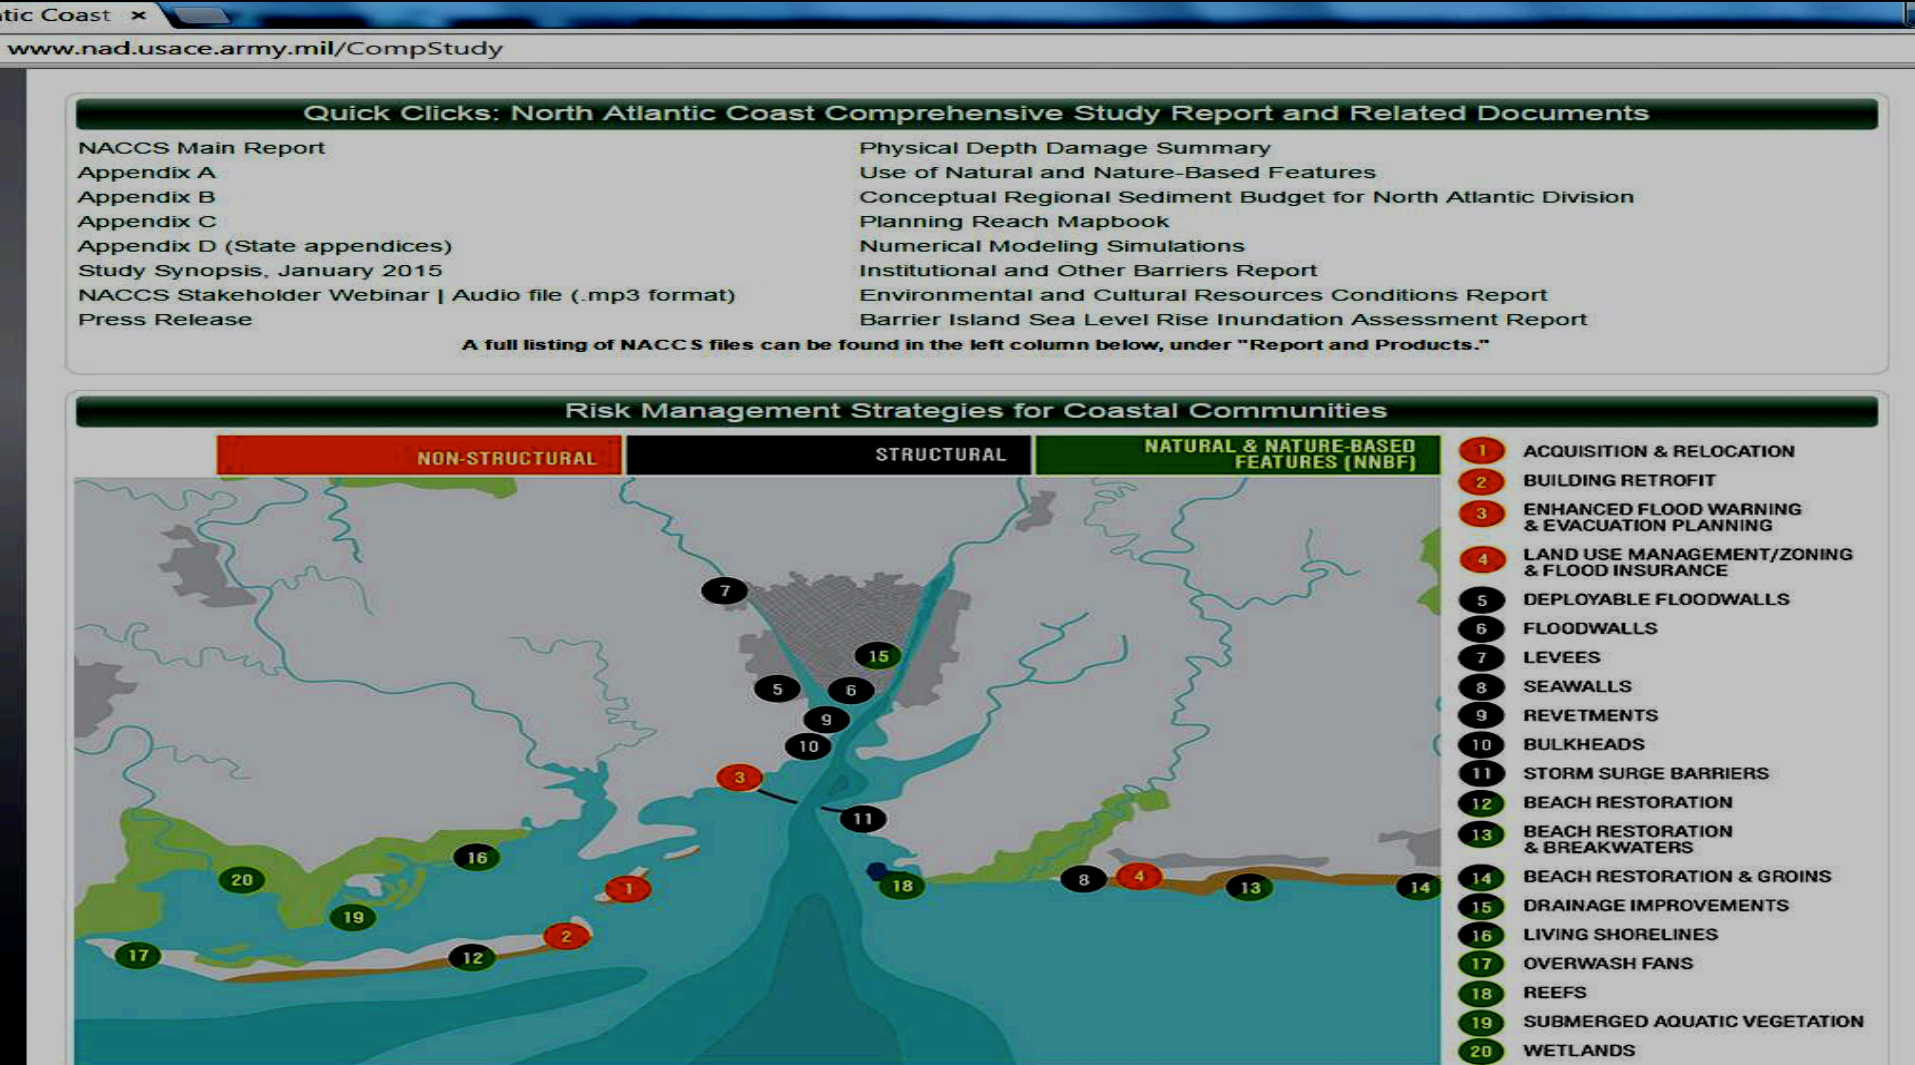 tic Coast ×
www.nad.usace.army.mil/CompStudy
Quick Clicks: North Atlantic Coast Comprehensive Study Report and Related Documents
NACCS Main Report
Appendix A
Appendix B
Appendix C
Appendix D (State appendices)
Study Synopsis, January 2015
NACCS Stakeholder Webinar | Audio file (.mp3 format)
Press Release
Physical Depth Damage Summary
Use of Natural and Nature-Based Features
Conceptual Regional Sediment Budget for North Atlantic Division
Planning Reach Mapbook
Numerical Modeling Simulations
Institutional and Other Barriers Report
Environmental and Cultural Resources Conditions Report
Barrier Island Sea Level Rise Inundation Assessment Report
A full listing of NACCS files can be found in the left column below, under "Report and Products."
Risk Management Strategies for Coastal Communities
NON-STRUCTURAL
STRUCTURAL
NATURAL & NATURE-BASED
FEATURES (NNBF)
7
15
5
6
9
10
3
11
16
20
1
18
8
4
13
14
19
2
17
12
1 ACQUISITION & RELOCATION
2 BUILDING RETROFIT
3 ENHANCED FLOOD WARNING
& EVACUATION PLANNING
4 LAND USE MANAGEMENT/ZONING
& FLOOD INSURANCE
5 DEPLOYABLE FLOODWALLS
6 FLOODWALLS
7 LEVEES
8 SEAWALLS
9 REVETMENTS
10 BULKHEADS
11 STORM SURGE BARRIERS
12 BEACH RESTORATION
13 BEACH RESTORATION
& BREAKWATERS
14 BEACH RESTORATION & GROINS
15 DRAINAGE IMPROVEMENTS
16 LIVING SHORELINES
17 OVERWASH FANS
18 REEFS
19 SUBMERGED AQUATIC VEGETATION
20 WETLANDS